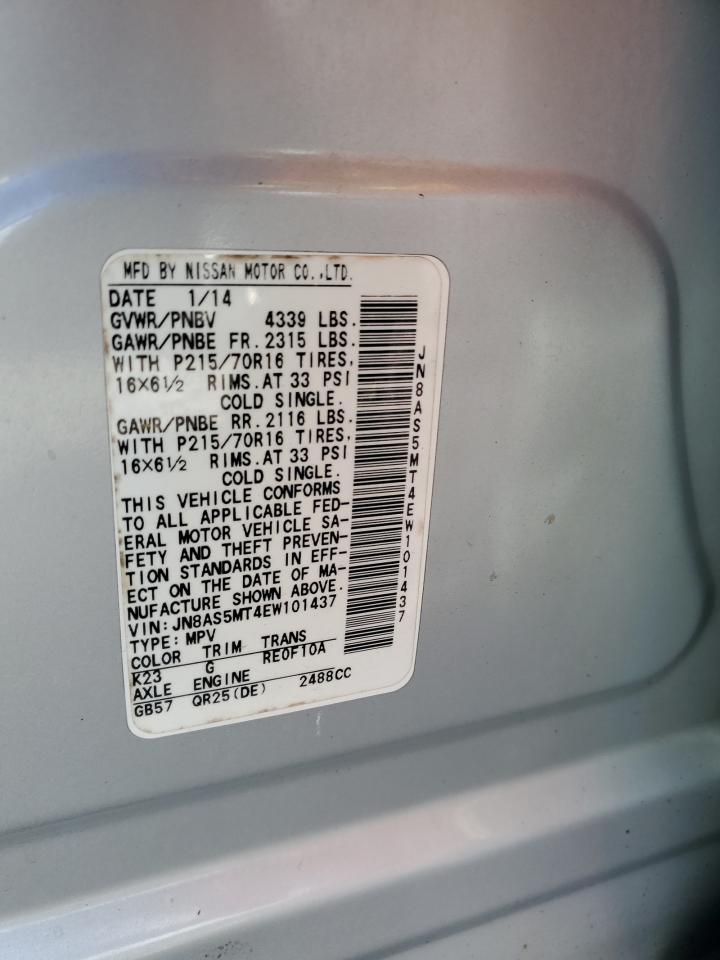 MFD BY NISSAN MOTOR CO.,LTD.
DATE 1/14
GVWR/PNBV 4339 LBS.
GAWR/PNBE FR. 2315 LBS.
WITH P215/70R16 TIRES,
16×6½ RIMS. AT 33 PSI
COLD SINGLE.
GAWR/PNBE RR. 2116 LBS.
WITH P215/70R16 TIRES,
16×6½ RIMS. AT 33 PSI
COLD SINGLE.
THIS VEHICLE CONFORMS
TO ALL APPLICABLE FED-
ERAL MOTOR VEHICLE SA-
FETY AND THEFT PREVEN-
TION STANDARDS IN EFF-
ECT ON THE DATE OF MA-
NUFACTURE SHOWN ABOVE.
VIN: JN8AS5MT4EW101437
TYPE: MPV
COLOR TRIM TRANS
K23 G RE0F10A
AXLE ENGINE
GB57 QR25(DE) 2488CC
JN8AS5MT4EW101437